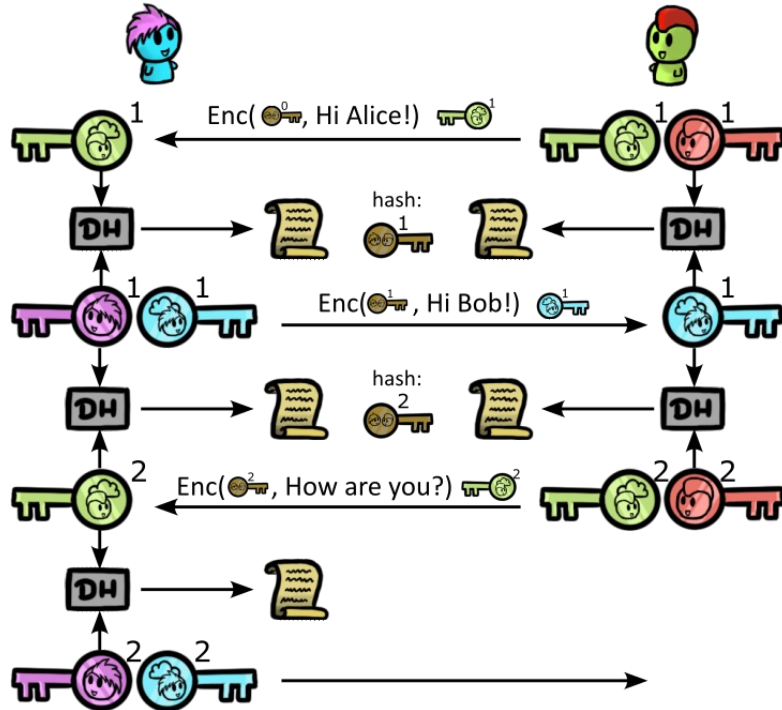 1 Enc( 0 , Hi Alice!) 1 1 1
DH hash: 1 DH
1 1 Enc( 1 , Hi Bob!) 1 1
DH hash: 2 DH
2 Enc( 2 , How are you?) 2 2 2
DH
2 2